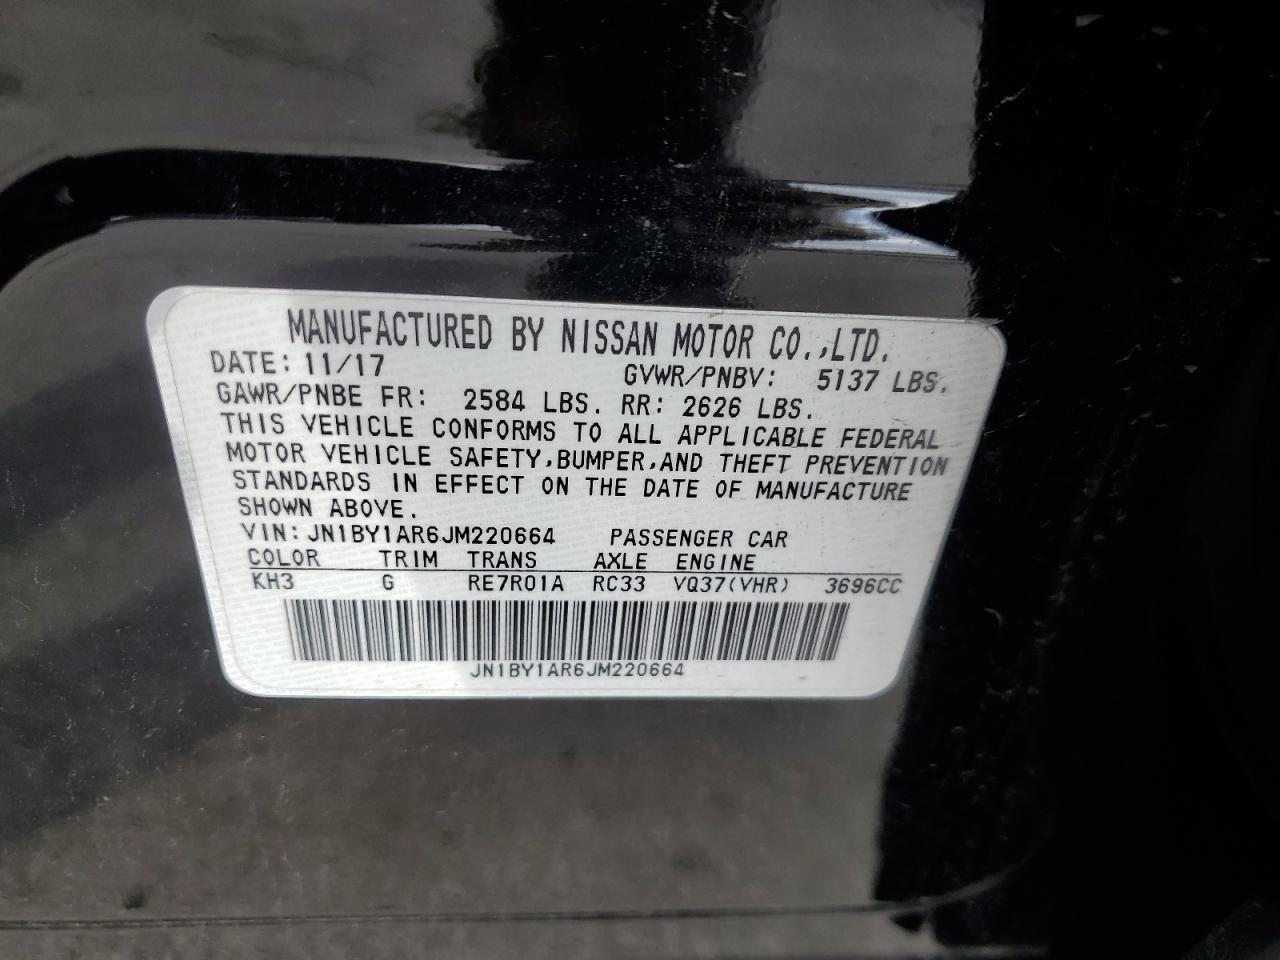 MANUFACTURED BY NISSAN MOTOR CO.,LTD.
DATE: 11/17 GVWR/PNBV: 5137 LBS.
GAWR/PNBE FR: 2584 LBS. RR: 2626 LBS.
THIS VEHICLE CONFORMS TO ALL APPLICABLE FEDERAL
MOTOR VEHICLE SAFETY,BUMPER,AND THEFT PREVENTION
STANDARDS IN EFFECT ON THE DATE OF MANUFACTURE
SHOWN ABOVE.
VIN:JN1BY1AR6JM220664 PASSENGER CAR
COLOR TRIM TRANS AXLE ENGINE
KH3 G RE7R01A RC33 VQ37(VHR) 3696CC
JN1BY1AR6JM220664